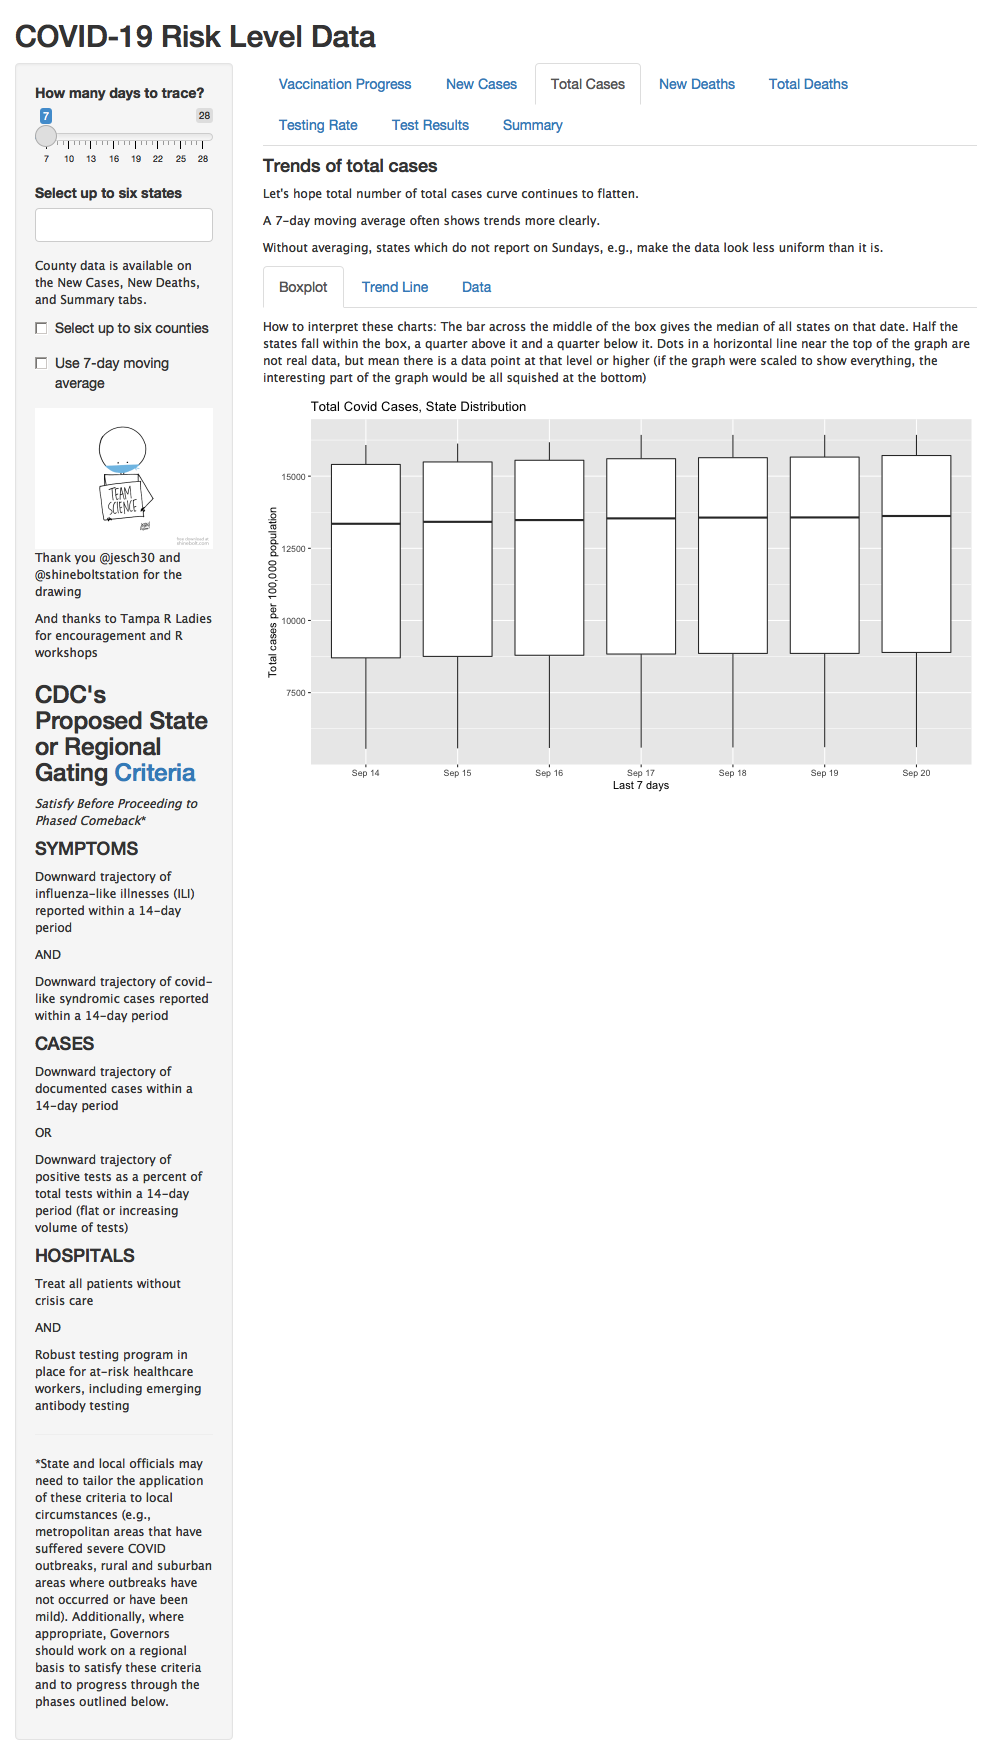 COVID-19 Risk Level Data
How many days to trace?
7
28
7 10 13 16 19 22 25 28
Select up to six states
County data is available on
the New Cases, New Deaths,
and Summary tabs.
Select up to six counties
Use 7-day moving
average
TEAM
SCIENCE
Thank you @jesch30 and
@shineboltstation for the
drawing
And thanks to Tampa R Ladies
for encouragement and R
workshops
CDC's
Proposed State
or Regional
Gating Criteria
Satisfy Before Proceeding to
Phased Comeback*
SYMPTOMS
Downward trajectory of
influenza-like illnesses (ILI)
reported within a 14-day
period
AND
Downward trajectory of covid-
like syndromic cases reported
within a 14-day period
CASES
Downward trajectory of
documented cases within a
14-day period
OR
Downward trajectory of
positive tests as a percent of
total tests within a 14-day
period (flat or increasing
volume of tests)
HOSPITALS
Treat all patients without
crisis care
AND
Robust testing program in
place for at-risk healthcare
workers, including emerging
antibody testing
*State and local officials may
need to tailor the application
of these criteria to local
circumstances (e.g.,
metropolitan areas that have
suffered severe COVID
outbreaks, rural and suburban
areas where outbreaks have
not occurred or have been
mild). Additionally, where
appropriate, Governors
should work on a regional
basis to satisfy these criteria
and to progress through the
phases outlined below.
Vaccination Progress New Cases Total Cases New Deaths Total Deaths
Testing Rate Test Results Summary
Trends of total cases
Let's hope total number of total cases curve continues to flatten.
A 7-day moving average often shows trends more clearly.
Without averaging, states which do not report on Sundays, e.g., make the data look less uniform than it is.
Boxplot Trend Line Data
How to interpret these charts: The bar across the middle of the box gives the median of all states on that date. Half the
states fall within the box, a quarter above it and a quarter below it. Dots in a horizontal line near the top of the graph are
not real data, but mean there is a data point at that level or higher (if the graph were scaled to show everything, the
interesting part of the graph would be all squished at the bottom)
Total Covid Cases, State Distribution
Total cases per 100,000 population
15000
12500
10000
7500
Sep 14 Sep 15 Sep 16 Sep 17 Sep 18 Sep 19 Sep 20
Last 7 days